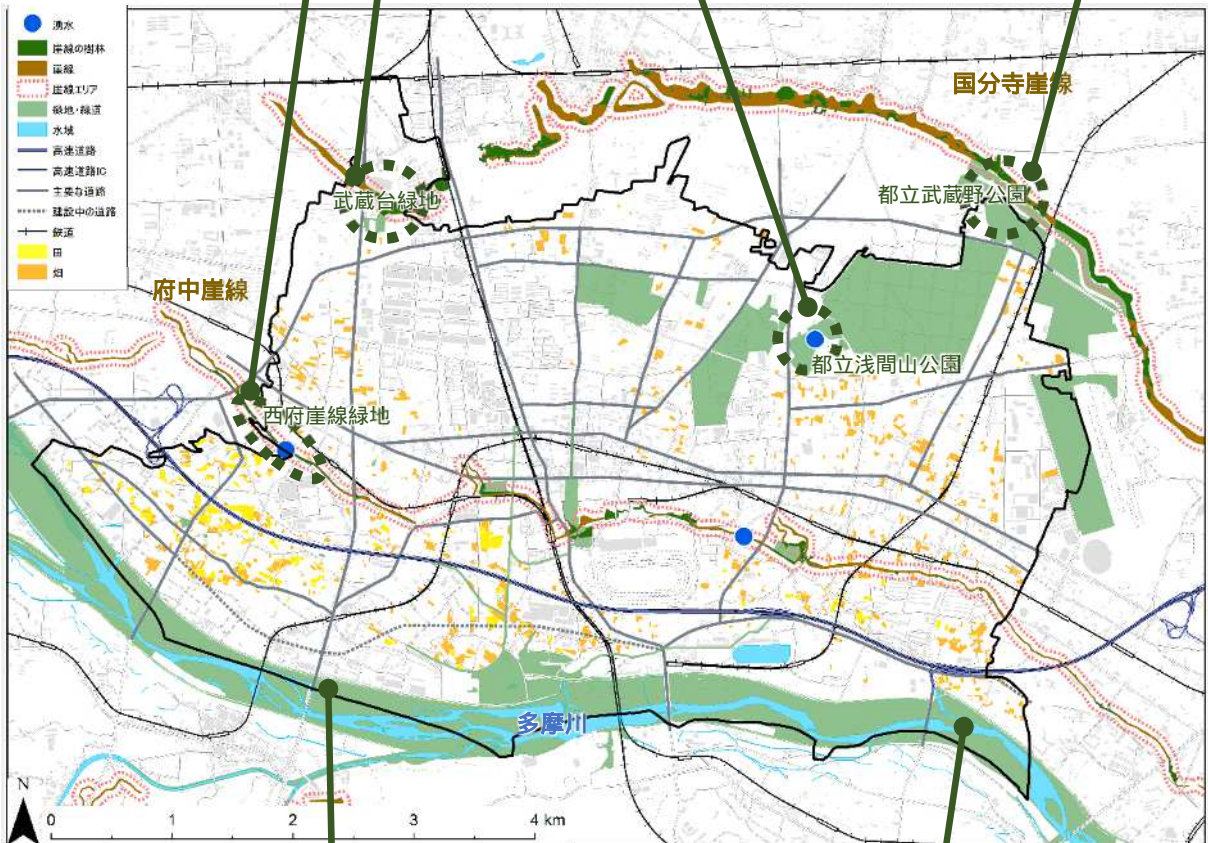 湧水
崖線の樹林
崖線
崖線エリア
緑地・緑道
水域
高速道路
高速道路IC
主要な道路
建設中の道路
鉄道
田
畑
国分寺崖線
武蔵台緑地
都立武蔵野公園
府中崖線
都立浅間山公園
西府崖線緑地
多摩川
N
0 1 2 3 4 km